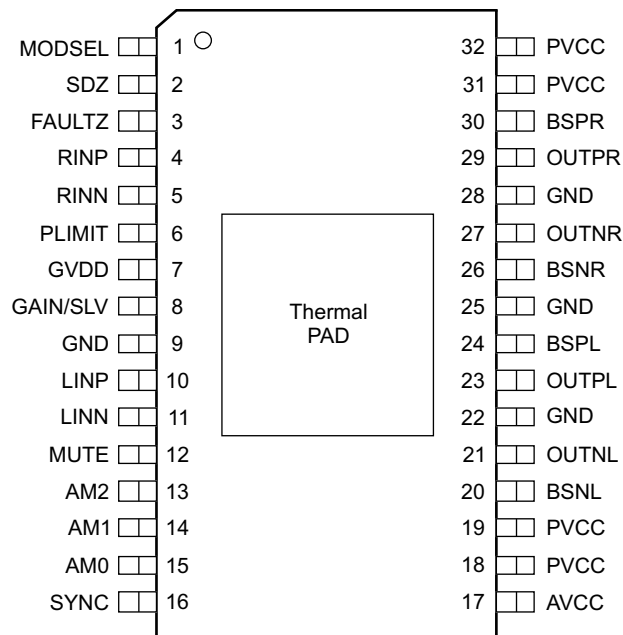 MODSEL 1 32 PVCC
SDZ 2 31 PVCC
FAULTZ 3 30 BSPR
RINP 4 29 OUTPR
RINN 5 28 GND
PLIMIT 6 27 OUTNR
GVDD 7 26 BSNR
GAIN/SLV 8 25 GND
Thermal
PAD
GND 9 24 BSPL
LINP 10 23 OUTPL
LINN 11 22 GND
MUTE 12 21 OUTNL
AM2 13 20 BSNL
AM1 14 19 PVCC
AM0 15 18 PVCC
SYNC 16 17 AVCC